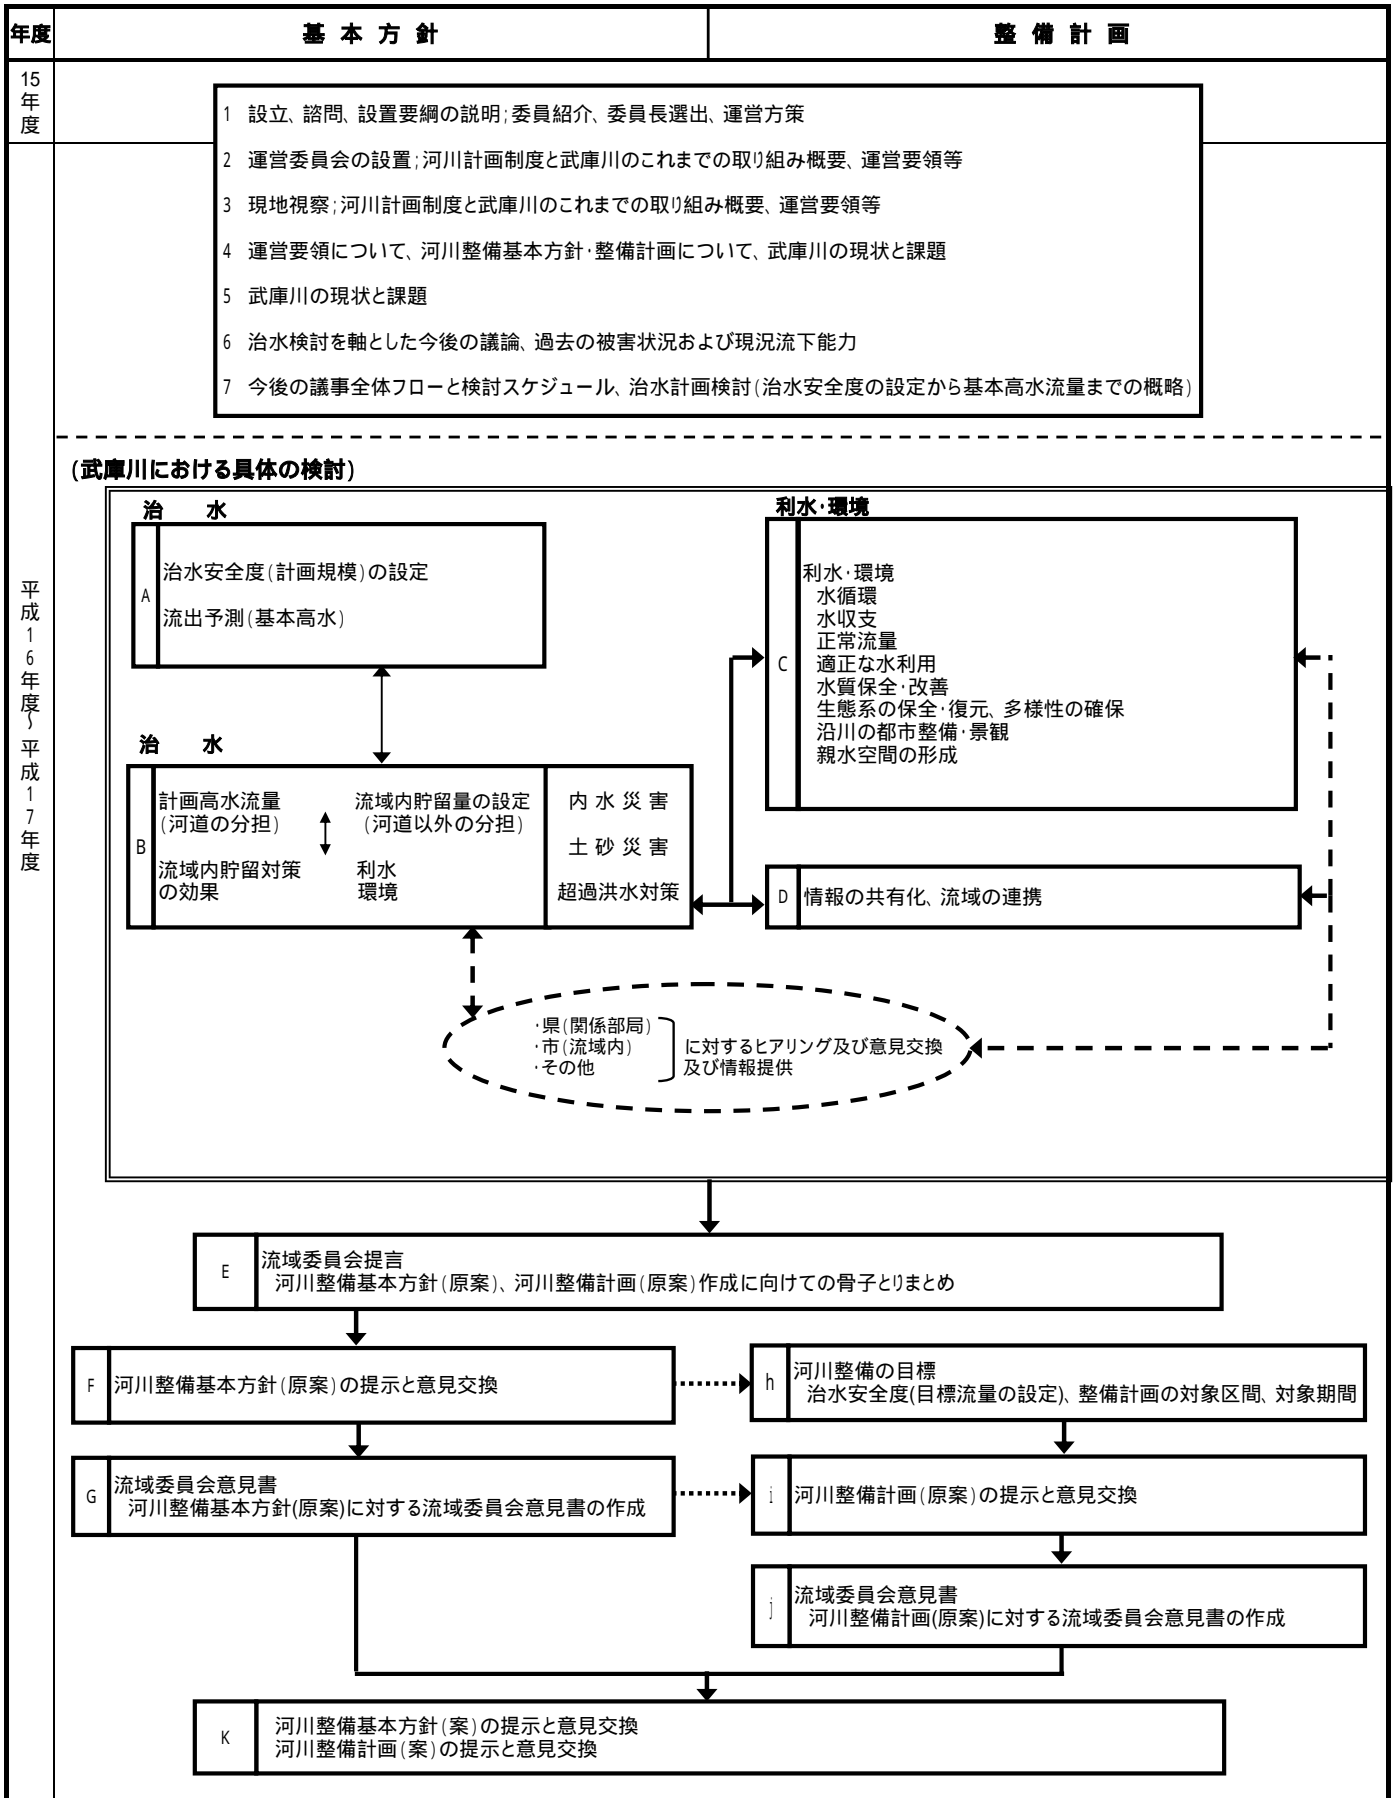 年度
基 本 方 針
整 備 計 画
15年度
1 設立、諮問、設置要綱の説明;委員紹介、委員長選出、運営方策
2 運営委員会の設置;河川計画制度と武庫川のこれまでの取り組み概要、運営要領等
3 現地視察;河川計画制度と武庫川のこれまでの取り組み概要、運営要領等
4 運営要領について、河川整備基本方針・整備計画について、武庫川の現状と課題
5 武庫川の現状と課題
6 治水検討を軸とした今後の議論、過去の被害状況および現況流下能力
7 今後の議事全体フローと検討スケジュール、治水計画検討(治水安全度の設定から基本高水流量までの概略)
平成16年度～平成17年度
(武庫川における具体の検討)
治 水
A
治水安全度(計画規模)の設定
流出予測(基本高水)
利水・環境
C
利水・環境
水循環
水収支
正常流量
適正な水利用
水質保全・改善
生態系の保全・復元、多様性の確保
沿川の都市整備・景観
親水空間の形成
治 水
B
計画高水流量
(河道の分担)
流域内貯留対策
の効果
流域内貯留量の設定
(河道以外の分担)
利水
環境
内 水 災 害
土 砂 災 害
超過洪水対策
D
情報の共有化、流域の連携
・県(関係部局)
・市(流域内)
・その他
に対するヒアリング及び意見交換
及び情報提供
E
流域委員会提言
河川整備基本方針(原案)、河川整備計画(原案)作成に向けての骨子とりまとめ
F
河川整備基本方針(原案)の提示と意見交換
h
河川整備の目標
治水安全度(目標流量の設定)、整備計画の対象区間、対象期間
G
流域委員会意見書
河川整備基本方針(原案)に対する流域委員会意見書の作成
i
河川整備計画(原案)の提示と意見交換
j
流域委員会意見書
河川整備計画(原案)に対する流域委員会意見書の作成
K
河川整備基本方針(案)の提示と意見交換
河川整備計画(案)の提示と意見交換